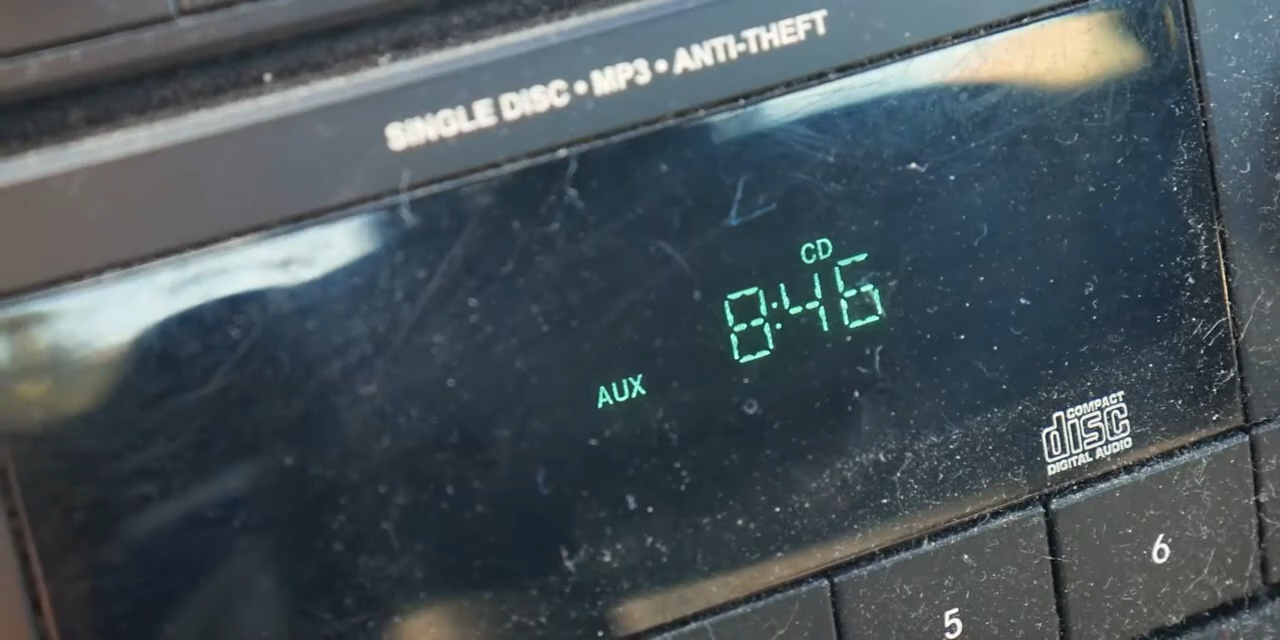 SINGLE DISC • MP3 • ANTI-THEFT
CD
8:46
AUX
COMPACT
disc
DIGITAL AUDIO
5
6